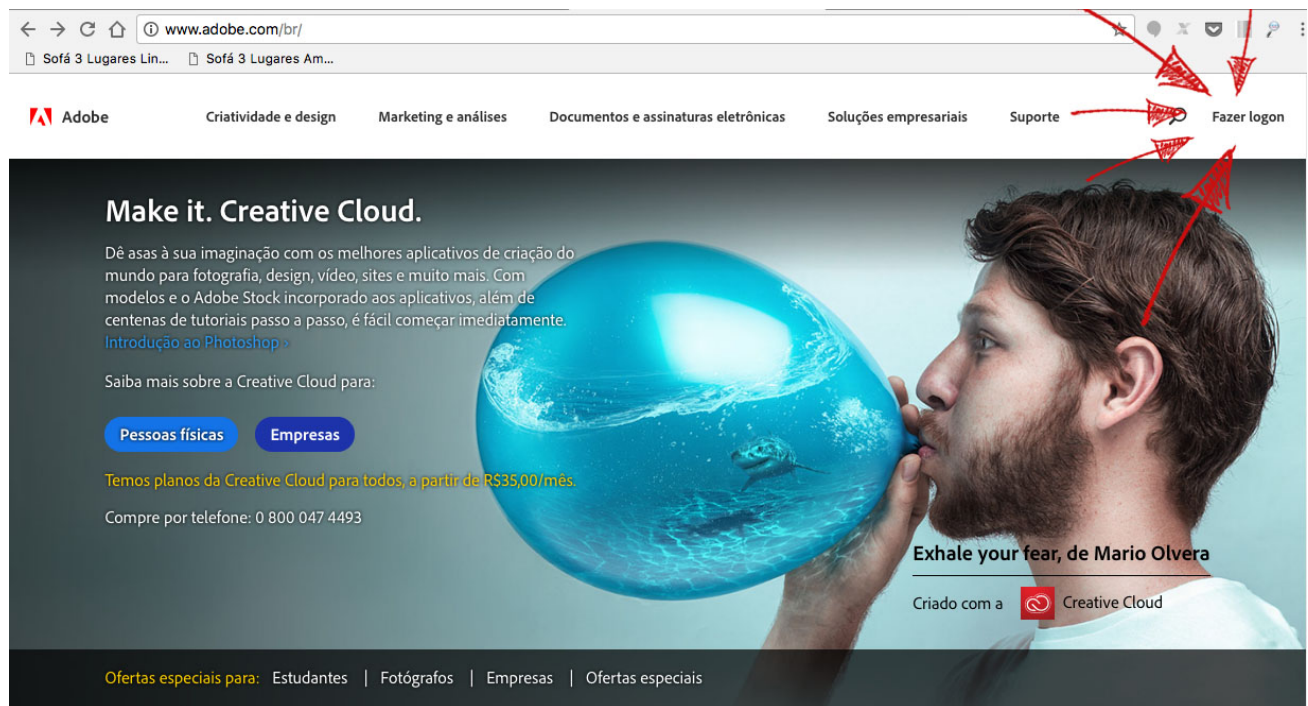 www.adobe.com/br/
Sofá 3 Lugares Lin... Sofá 3 Lugares Am...
Adobe Criatividade e design Marketing e análises Documentos e assinaturas eletrônicas Soluções empresariais Suporte Fazer logon
Make it. Creative Cloud.
Dê asas à sua imaginação com os melhores aplicativos de criação do
mundo para fotografia, design, vídeo, sites e muito mais. Com
modelos e o Adobe Stock incorporado aos aplicativos, além de
centenas de tutoriais passo a passo, é fácil começar imediatamente.
Introdução ao Photoshop ›
Saiba mais sobre a Creative Cloud para:
Pessoas físicas Empresas
Temos planos da Creative Cloud para todos, a partir de R$35,00/mês.
Compre por telefone: 0 800 047 4493
Exhale your fear, de Mario Olvera
Criado com a Creative Cloud
Ofertas especiais para: Estudantes | Fotógrafos | Empresas | Ofertas especiais